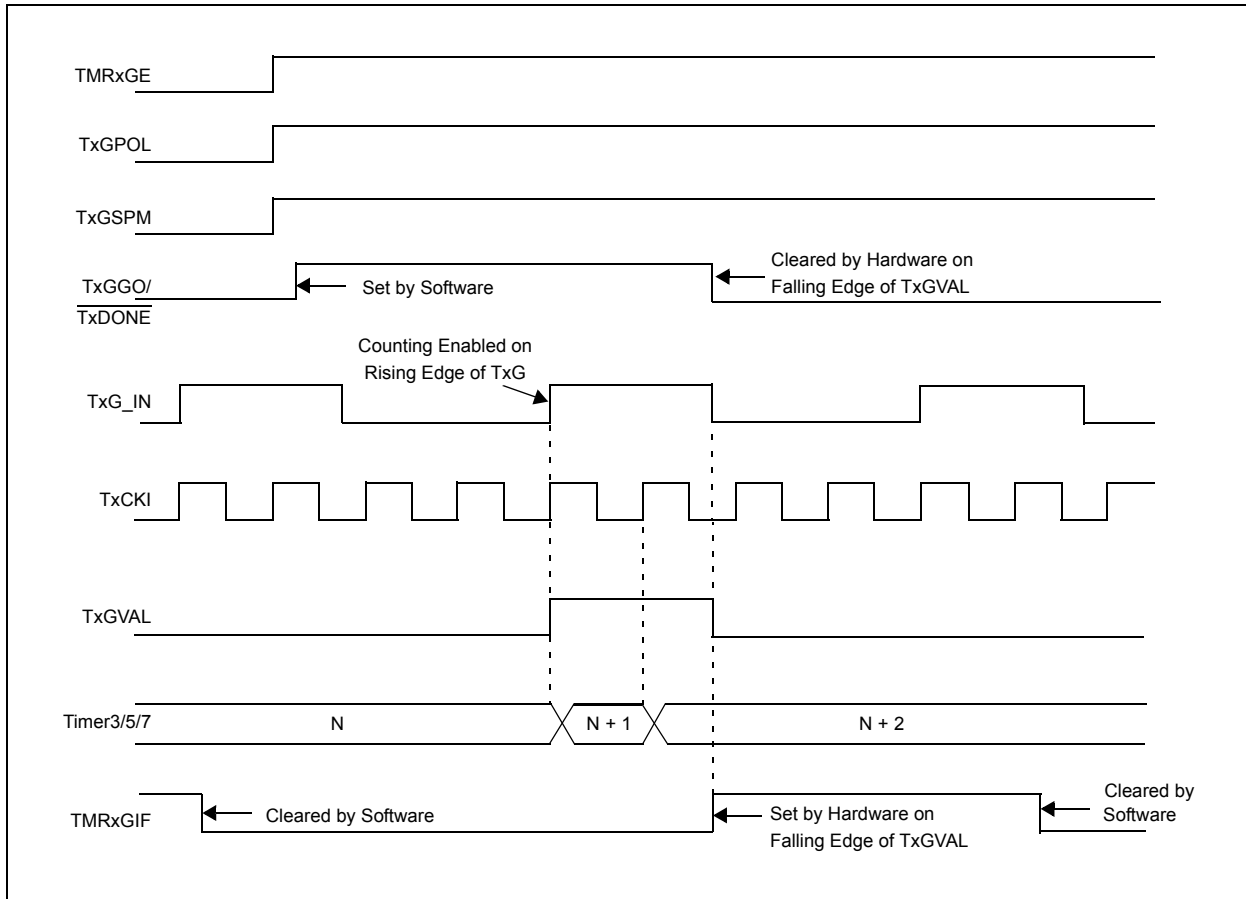 TMRxGE
TxGPOL
TxGSPM
TxGGO/
TxDONE
Set by Software
Cleared by Hardware on
Falling Edge of TxGVAL
Counting Enabled on
Rising Edge of TxG
TxG_IN
TxCKI
TxGVAL
Timer3/5/7
N
N + 1
N + 2
TMRxGIF
Cleared by Software
Set by Hardware on
Falling Edge of TxGVAL
Cleared by
Software